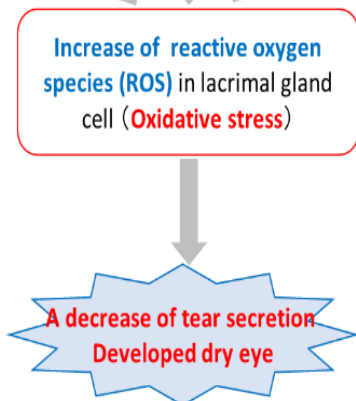 Increase of reactive oxygen
species (ROS) in lacrimal gland
cell（Oxidative stress）
A decrease of tear secretion
Developed dry eye